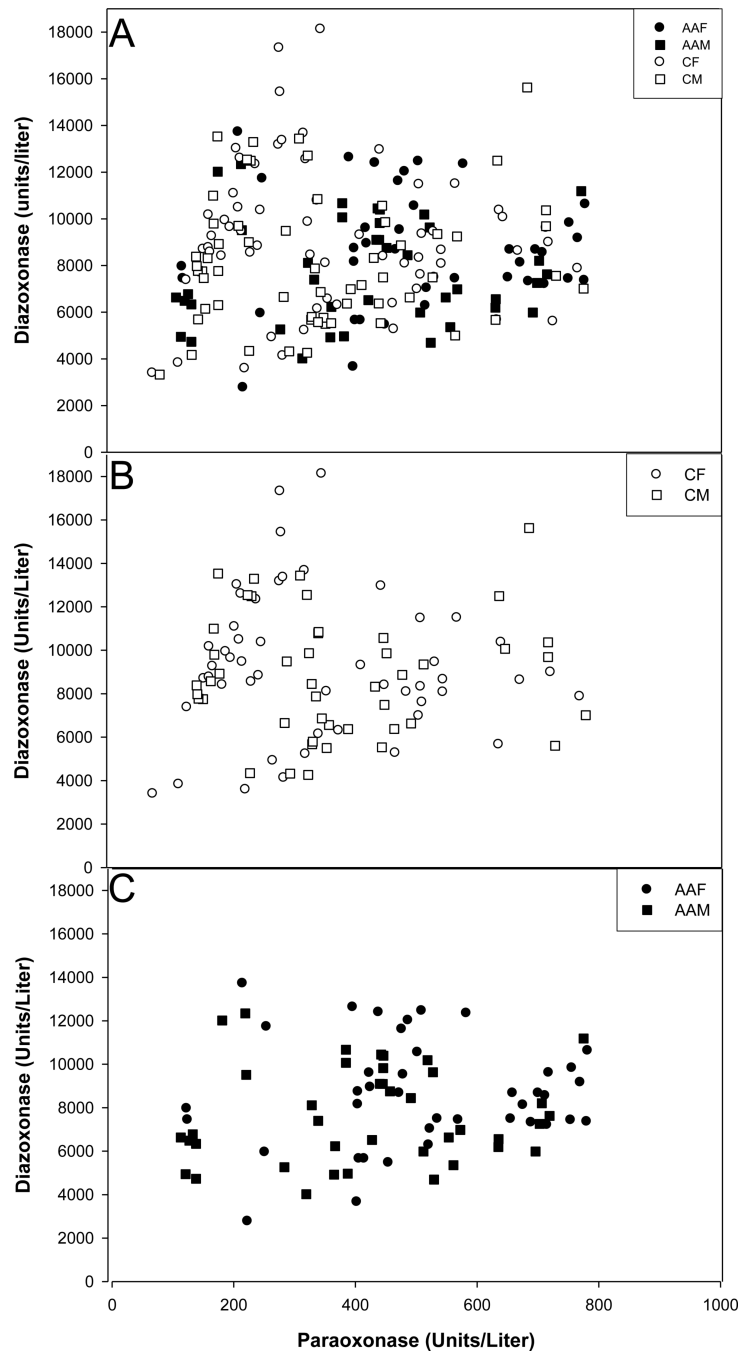 A
AAF
AAM
CF
CM
Diazoxonase (units/liter)
18000
16000
14000
12000
10000
8000
6000
4000
2000
0
B
CF
CM
Diazoxonase (Units/Liter)
18000
16000
14000
12000
10000
8000
6000
4000
2000
0
C
AAF
AAM
Diazoxonase (Units/Liter)
18000
16000
14000
12000
10000
8000
6000
4000
2000
0
0 200 400 600 800 1000
Paraoxonase (Units/Liter)